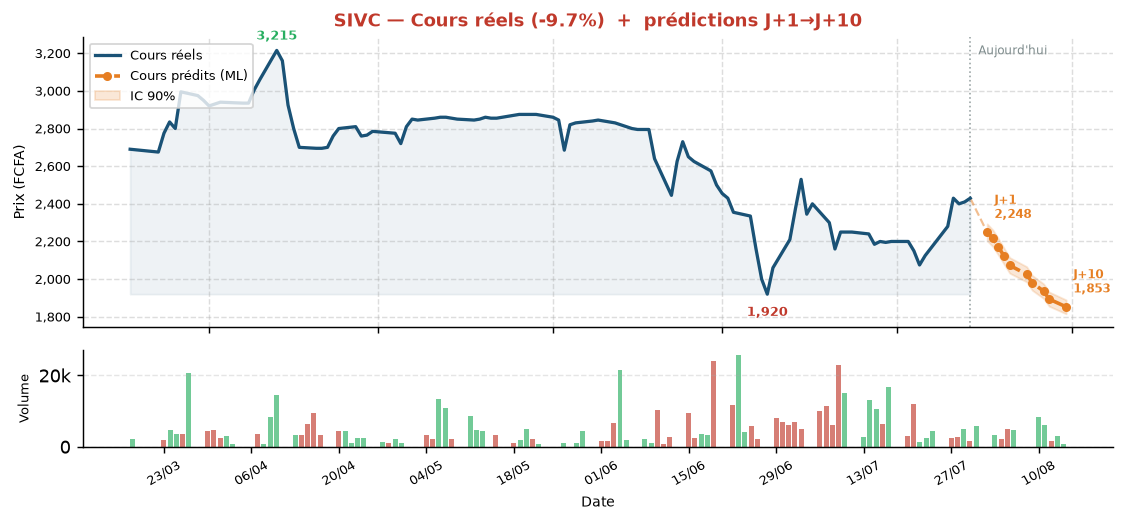 SIVC — Cours réels (-9.7%)  +  prédictions J+1→J+10
3,215
Cours réels
Cours prédits (ML)
IC 90%
Aujourd'hui
3,200
3,000
2,800
2,600
2,400
2,200
2,000
1,800
Prix (FCFA)
J+1
2,248
J+10
1,853
1,920
20k
0
Volume
23/03
06/04
20/04
04/05
18/05
01/06
15/06
29/06
13/07
27/07
10/08
Date